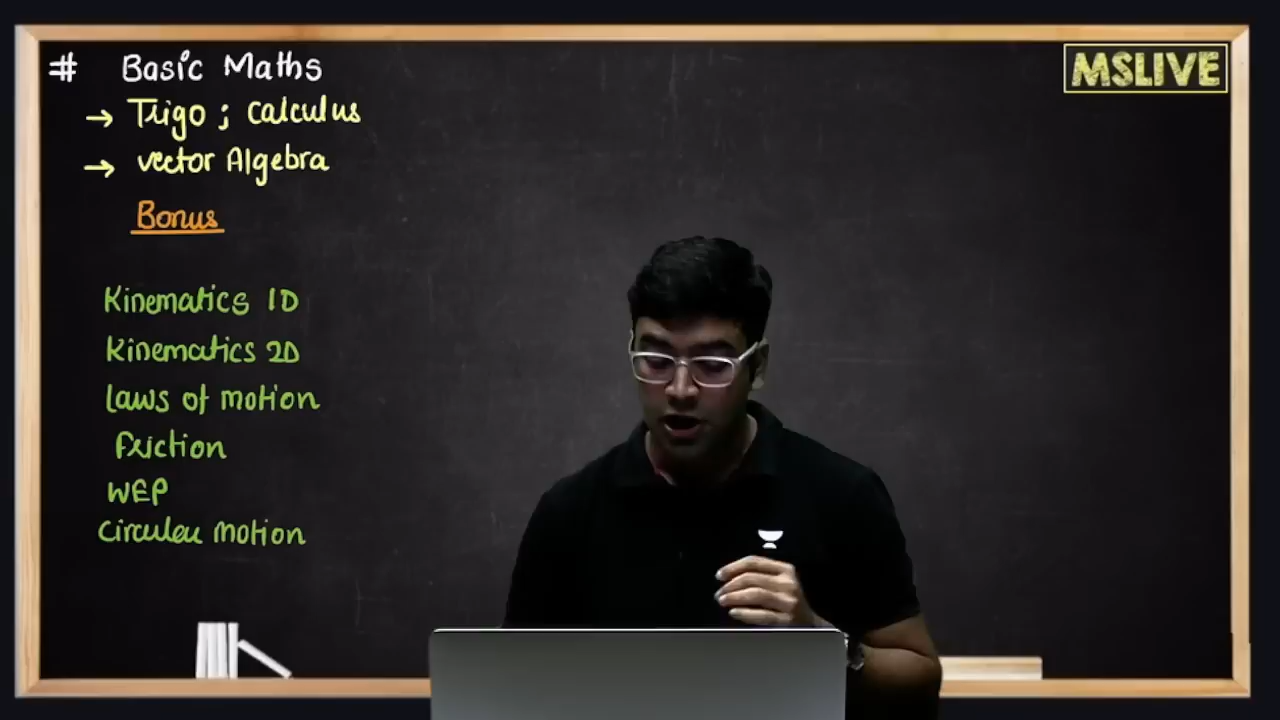 # Basic Maths
MSLIVE
→ Trigo ; Calculus
→ vector Algebra
Bonus
Kinematics 1D
Kinematics 2D
Laws of motion
Friction
WEP
Circular Motion